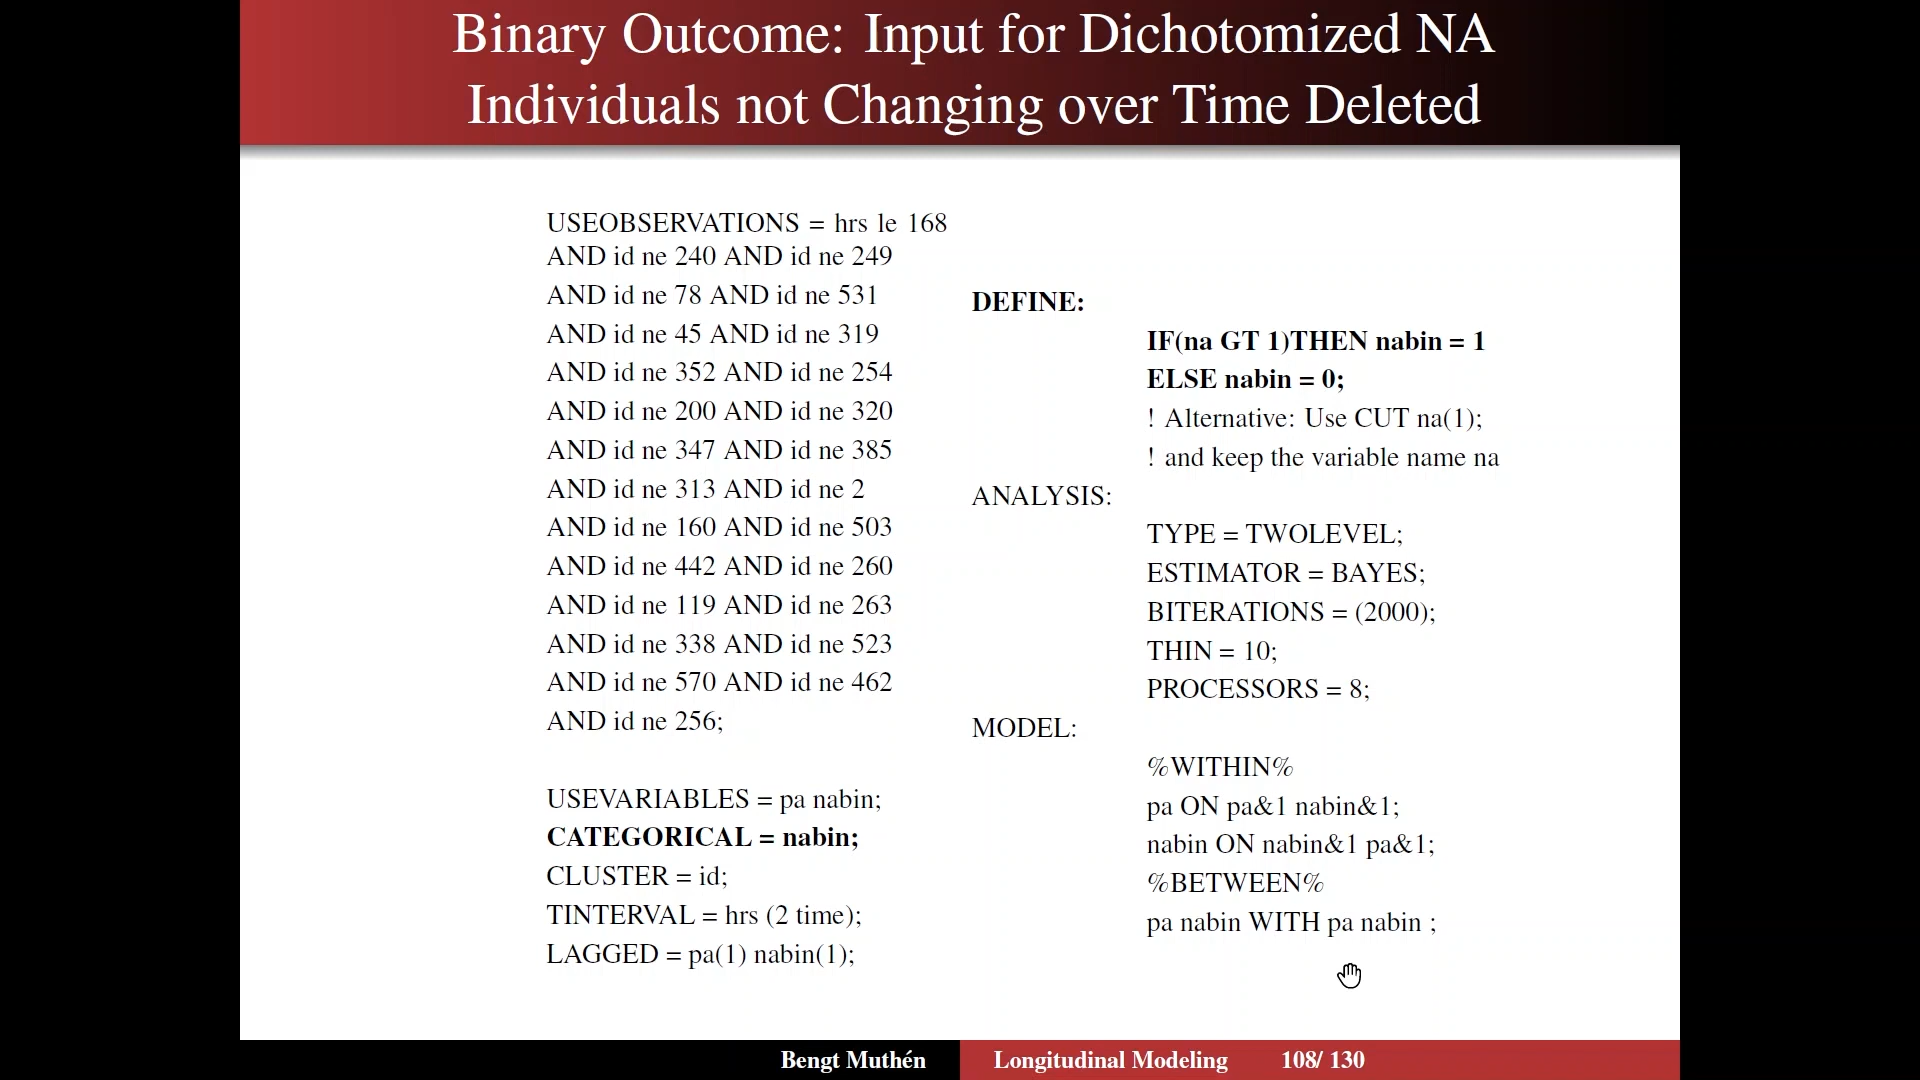 Binary Outcome: Input for Dichotomized NA
Individuals not Changing over Time Deleted
USEOBSERVATIONS = hrs le 168
AND id ne 240 AND id ne 249
AND id ne 78 AND id ne 531
AND id ne 45 AND id ne 319
AND id ne 352 AND id ne 254
AND id ne 200 AND id ne 320
AND id ne 347 AND id ne 385
AND id ne 313 AND id ne 2
AND id ne 160 AND id ne 503
AND id ne 442 AND id ne 260
AND id ne 119 AND id ne 263
AND id ne 338 AND id ne 523
AND id ne 570 AND id ne 462
AND id ne 256;
USEVARIABLES = pa nabin;
CATEGORICAL = nabin;
CLUSTER = id;
TINTERVAL = hrs (2 time);
LAGGED = pa(1) nabin(1);
DEFINE:
IF(na GT 1)THEN nabin = 1
ELSE nabin = 0;
! Alternative: Use CUT na(1);
! and keep the variable name na
ANALYSIS:
TYPE = TWOLEVEL;
ESTIMATOR = BAYES;
BITERATIONS = (2000);
THIN = 10;
PROCESSORS = 8;
MODEL:
%WITHIN%
pa ON pa&1 nabin&1;
nabin ON nabin&1 pa&1;
%BETWEEN%
pa nabin WITH pa nabin ;
Bengt Muthén
Longitudinal Modeling
108/ 130